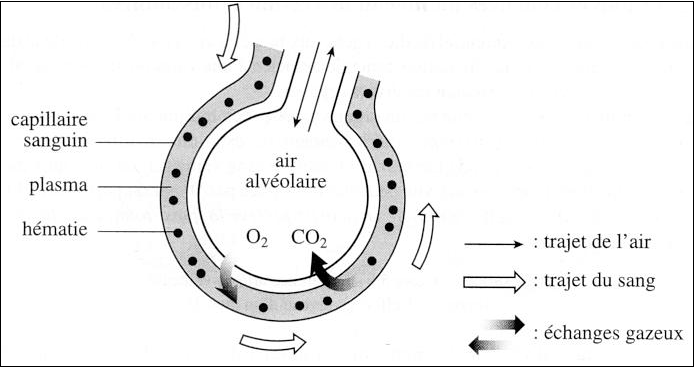 capillaire
sanguin
plasma
hématie
air
alvéolaire
O₂ CO₂
: trajet de l'air
: trajet du sang
: échanges gazeux